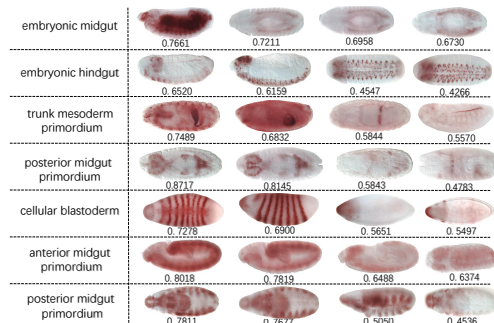 embryonic midgut
0.7661 0.7211 0.6958 0.6730
embryonic hindgut
0.6520 0.6159 0.4547 0.4266
trunk mesoderm
primordium
0.7489 0.6832 0.5844 0.5570
posterior midgut
primordium
0.8717 0.8145 0.5843 0.4783
cellular blastoderm
0.7278 0.6900 0.5651 0.5497
anterior midgut
primordium
0.8018 0.7819 0.6488 0.6374
posterior midgut
primordium
0.7811 0.7677 0.5050 0.4536